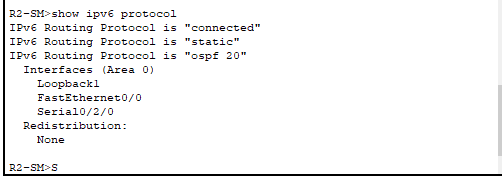 R2-SM>show ipv6 protocol
IPv6 Routing Protocol is "connected"
IPv6 Routing Protocol is "static"
IPv6 Routing Protocol is "ospf 20"
  Interfaces (Area 0)
    Loopback1
    FastEthernet0/0
    Serial0/2/0
  Redistribution:
    None

R2-SM>S